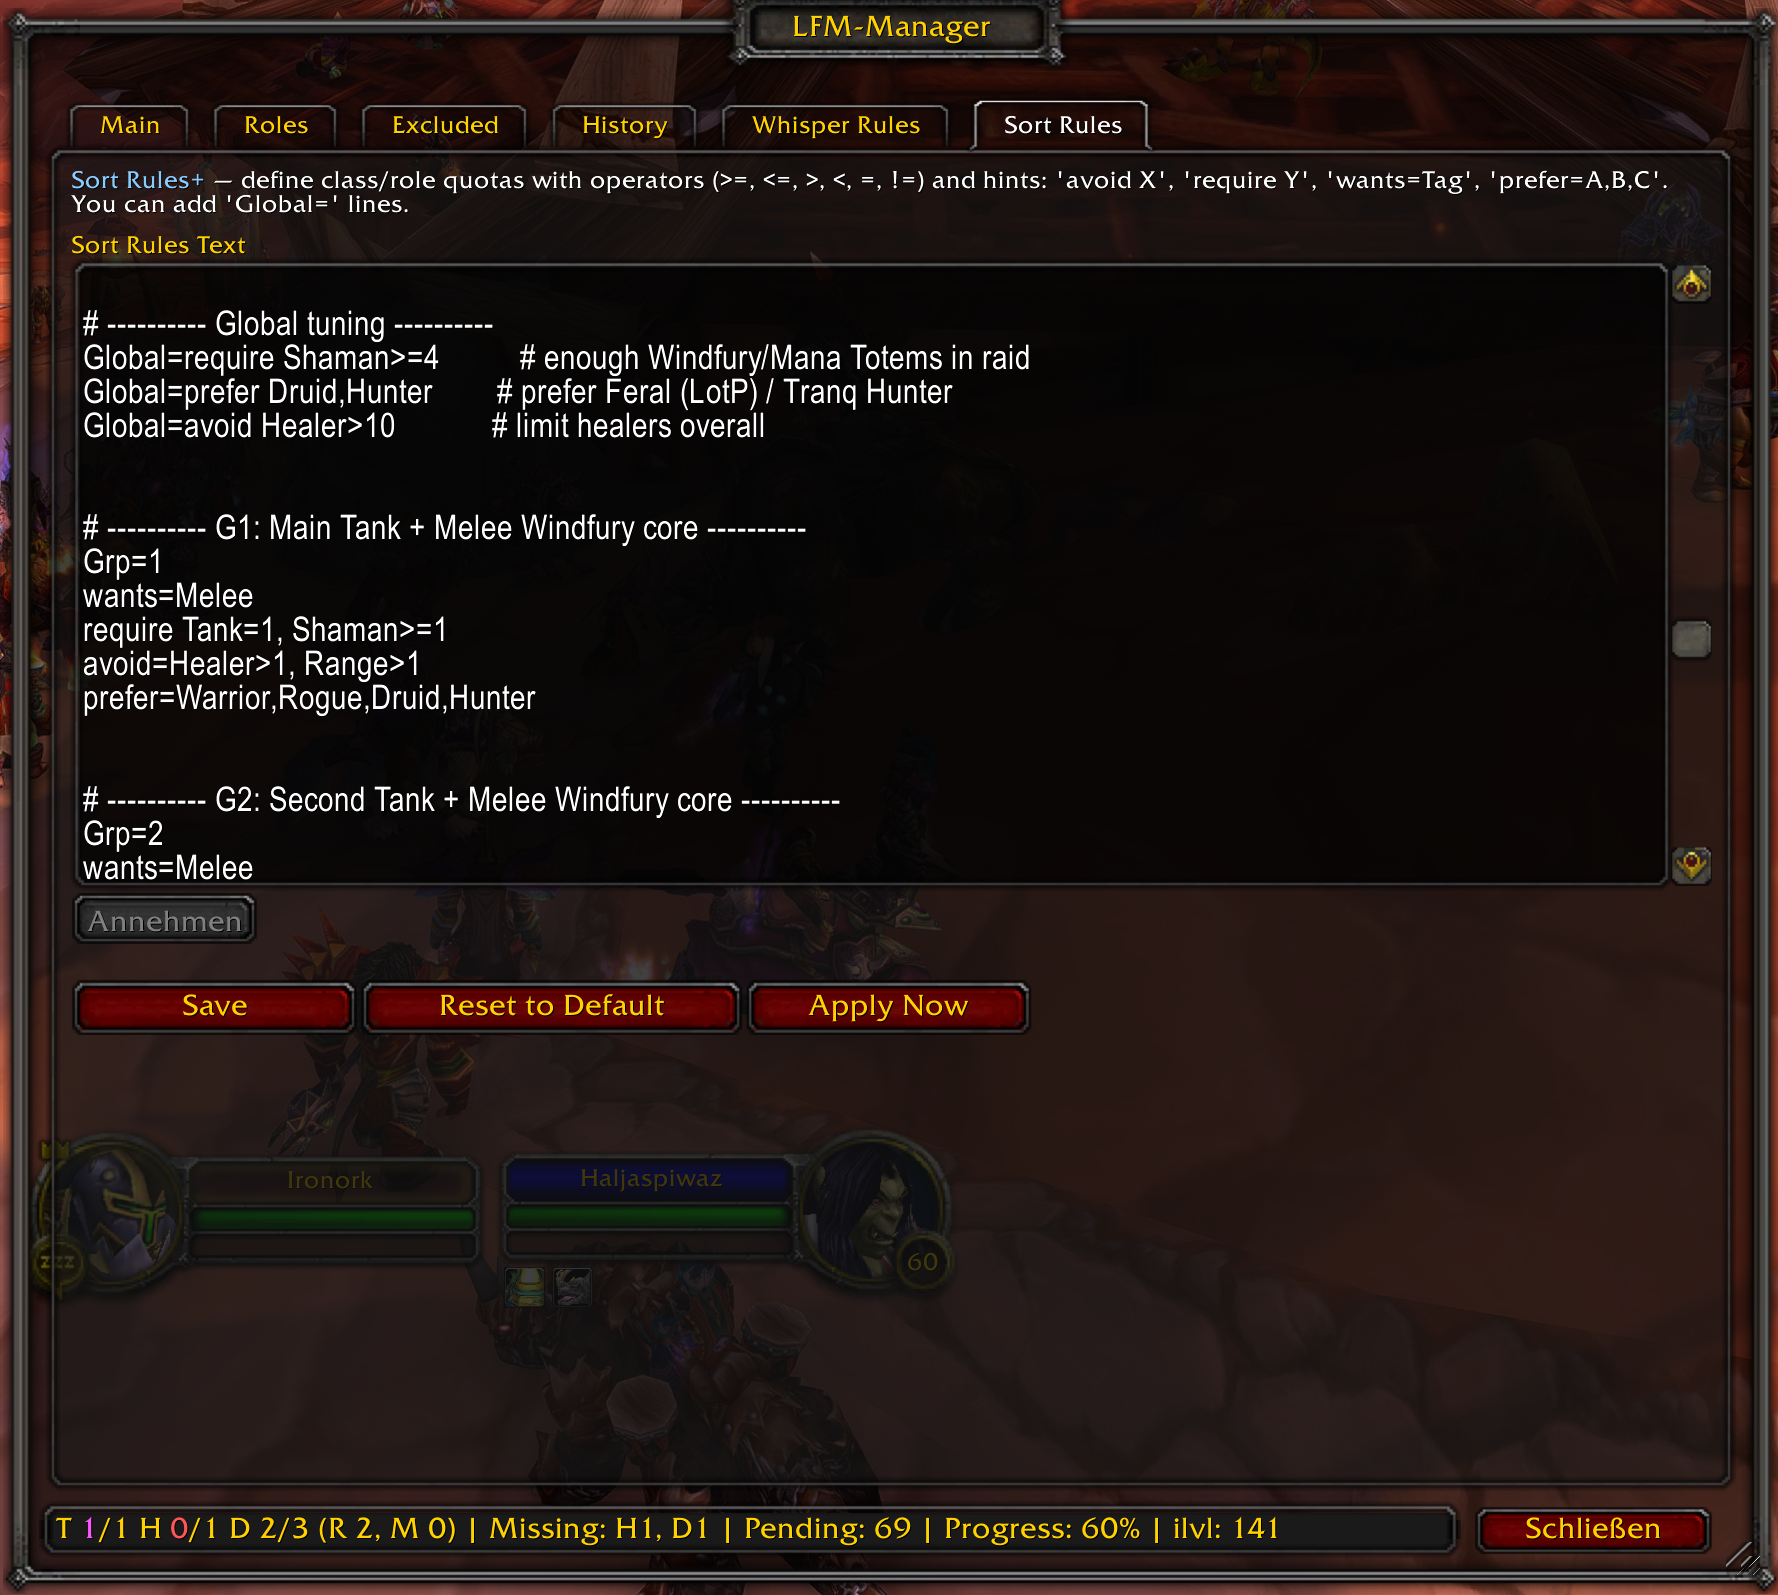 LFM-Manager
Main
Roles
Excluded
History
Whisper Rules
Sort Rules
Sort Rules+ — define class/role quotas with operators (>=, <=, >, <, =, !=) and hints: 'avoid X', 'require Y', 'wants=Tag', 'prefer=A,B,C'.
You can add 'Global=' lines.
Sort Rules Text
# ---------- Global tuning ----------
Global=require Shaman>=4 # enough Windfury/Mana Totems in raid
Global=prefer Druid,Hunter # prefer Feral (LotP) / Tranq Hunter
Global=avoid Healer>10 # limit healers overall
# ---------- G1: Main Tank + Melee Windfury core ----------
Grp=1
wants=Melee
require Tank=1, Shaman>=1
avoid=Healer>1, Range>1
prefer=Warrior,Rogue,Druid,Hunter
# ---------- G2: Second Tank + Melee Windfury core ----------
Grp=2
wants=Melee
Annehmen
Save
Reset to Default
Apply Now
Ironork
Haljaspiwaz
zzz
60
T 1/1 H 0/1 D 2/3 (R 2, M 0) | Missing: H1, D1 | Pending: 69 | Progress: 60% | ilvl: 141
Schließen